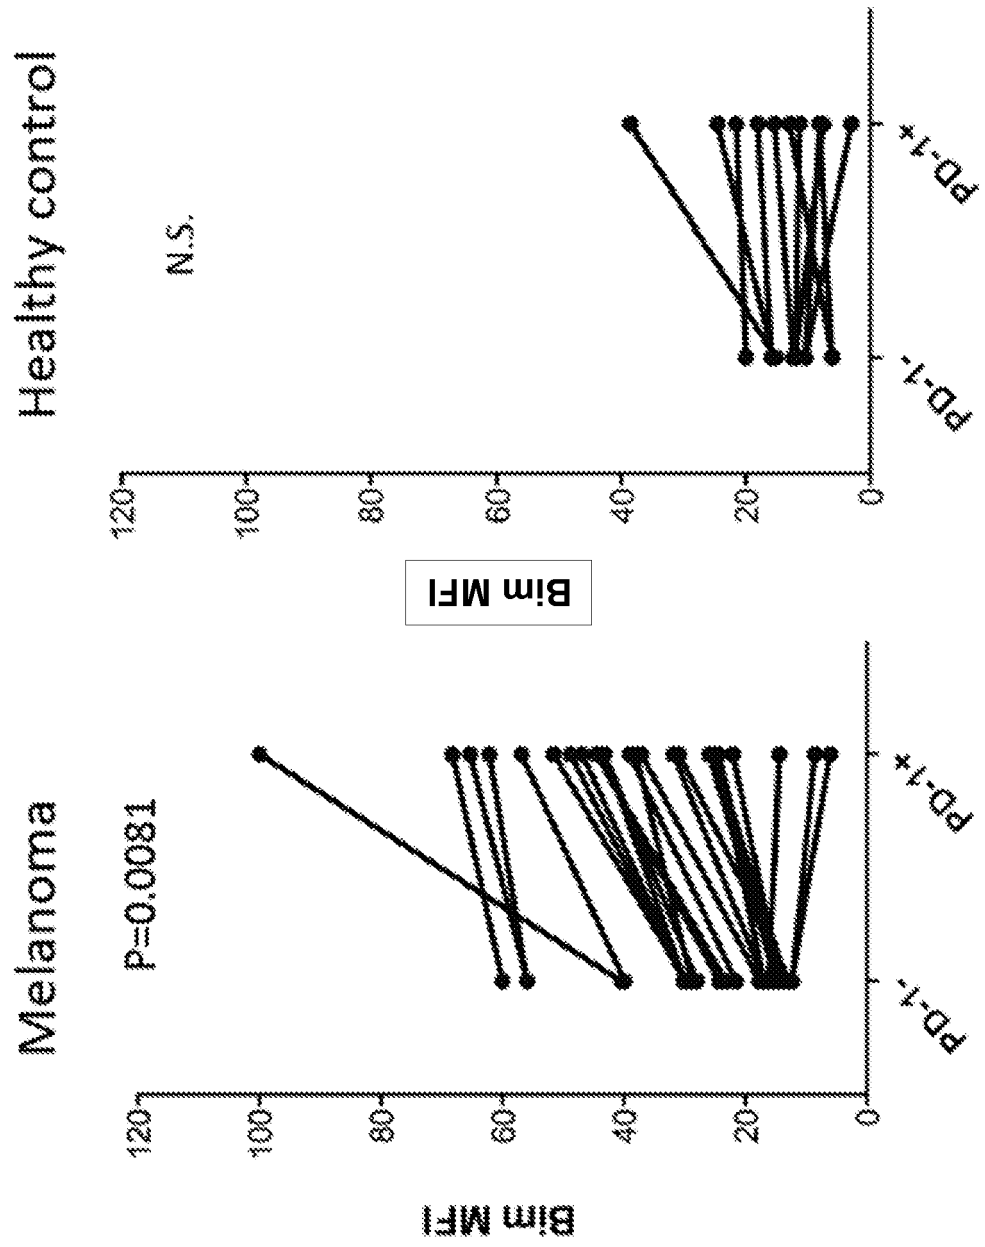 Melanoma
P=0.0081
Bim MFI
120
100
80
60
40
20
0
PD-1-
PD-1+
Healthy control
N.S.
Bim MFI
120
100
80
60
40
20
0
PD-1-
PD-1+